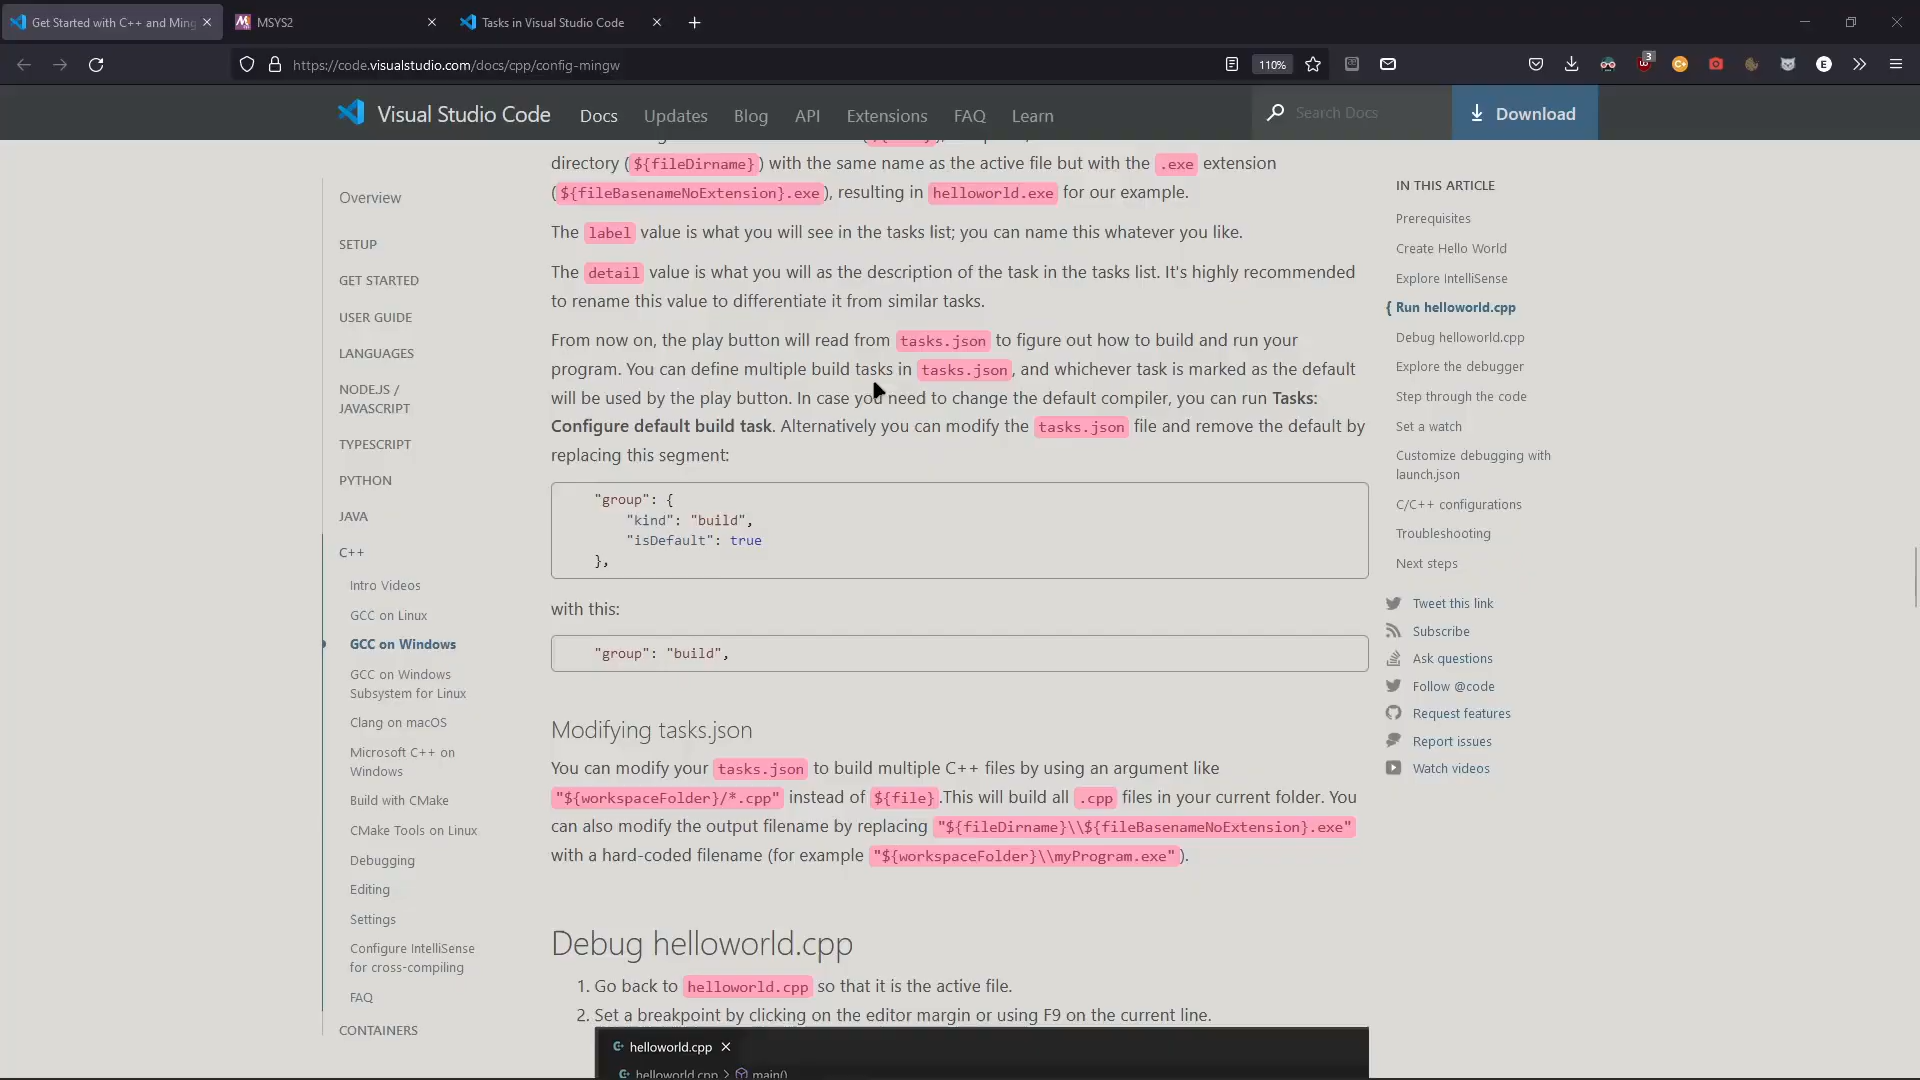 Get Started with C++ and Ming
MSYS2
Tasks in Visual Studio Code
https://code.visualstudio.com/docs/cpp/config-mingw
110%
3
E
Visual Studio Code
Docs
Updates
Blog
API
Extensions
FAQ
Learn
Search Docs
Download
Overview
SETUP
GET STARTED
USER GUIDE
LANGUAGES
NODE.JS /
JAVASCRIPT
TYPESCRIPT
PYTHON
JAVA
C++
Intro Videos
GCC on Linux
GCC on Windows
GCC on Windows
Subsystem for Linux
Clang on macOS
Microsoft C++ on
Windows
Build with CMake
CMake Tools on Linux
Debugging
Editing
Settings
Configure IntelliSense
for cross-compiling
FAQ
CONTAINERS
directory (${fileDirname}) with the same name as the active file but with the .exe extension
(${fileBasenameNoExtension}.exe), resulting in helloworld.exe for our example.
The label value is what you will see in the tasks list; you can name this whatever you like.
The detail value is what you will as the description of the task in the tasks list. It's highly recommended
to rename this value to differentiate it from similar tasks.
From now on, the play button will read from tasks.json to figure out how to build and run your
program. You can define multiple build tasks in tasks.json, and whichever task is marked as the default
will be used by the play button. In case you need to change the default compiler, you can run Tasks:
Configure default build task. Alternatively you can modify the tasks.json file and remove the default by
replacing this segment:
"group": {
"kind": "build",
"isDefault": true
},
with this:
"group": "build",
Modifying tasks.json
You can modify your tasks.json to build multiple C++ files by using an argument like
"${workspaceFolder}/*.cpp" instead of ${file}.This will build all .cpp files in your current folder. You
can also modify the output filename by replacing "${fileDirname}\\${fileBasenameNoExtension}.exe"
with a hard-coded filename (for example "${workspaceFolder}\\myProgram.exe").
Debug helloworld.cpp
1. Go back to helloworld.cpp so that it is the active file.
2. Set a breakpoint by clicking on the editor margin or using F9 on the current line.
helloworld.cpp
helloworld.cpp > main()
IN THIS ARTICLE
Prerequisites
Create Hello World
Explore IntelliSense
Run helloworld.cpp
Debug helloworld.cpp
Explore the debugger
Step through the code
Set a watch
Customize debugging with
launch.json
C/C++ configurations
Troubleshooting
Next steps
Tweet this link
Subscribe
Ask questions
Follow @code
Request features
Report issues
Watch videos